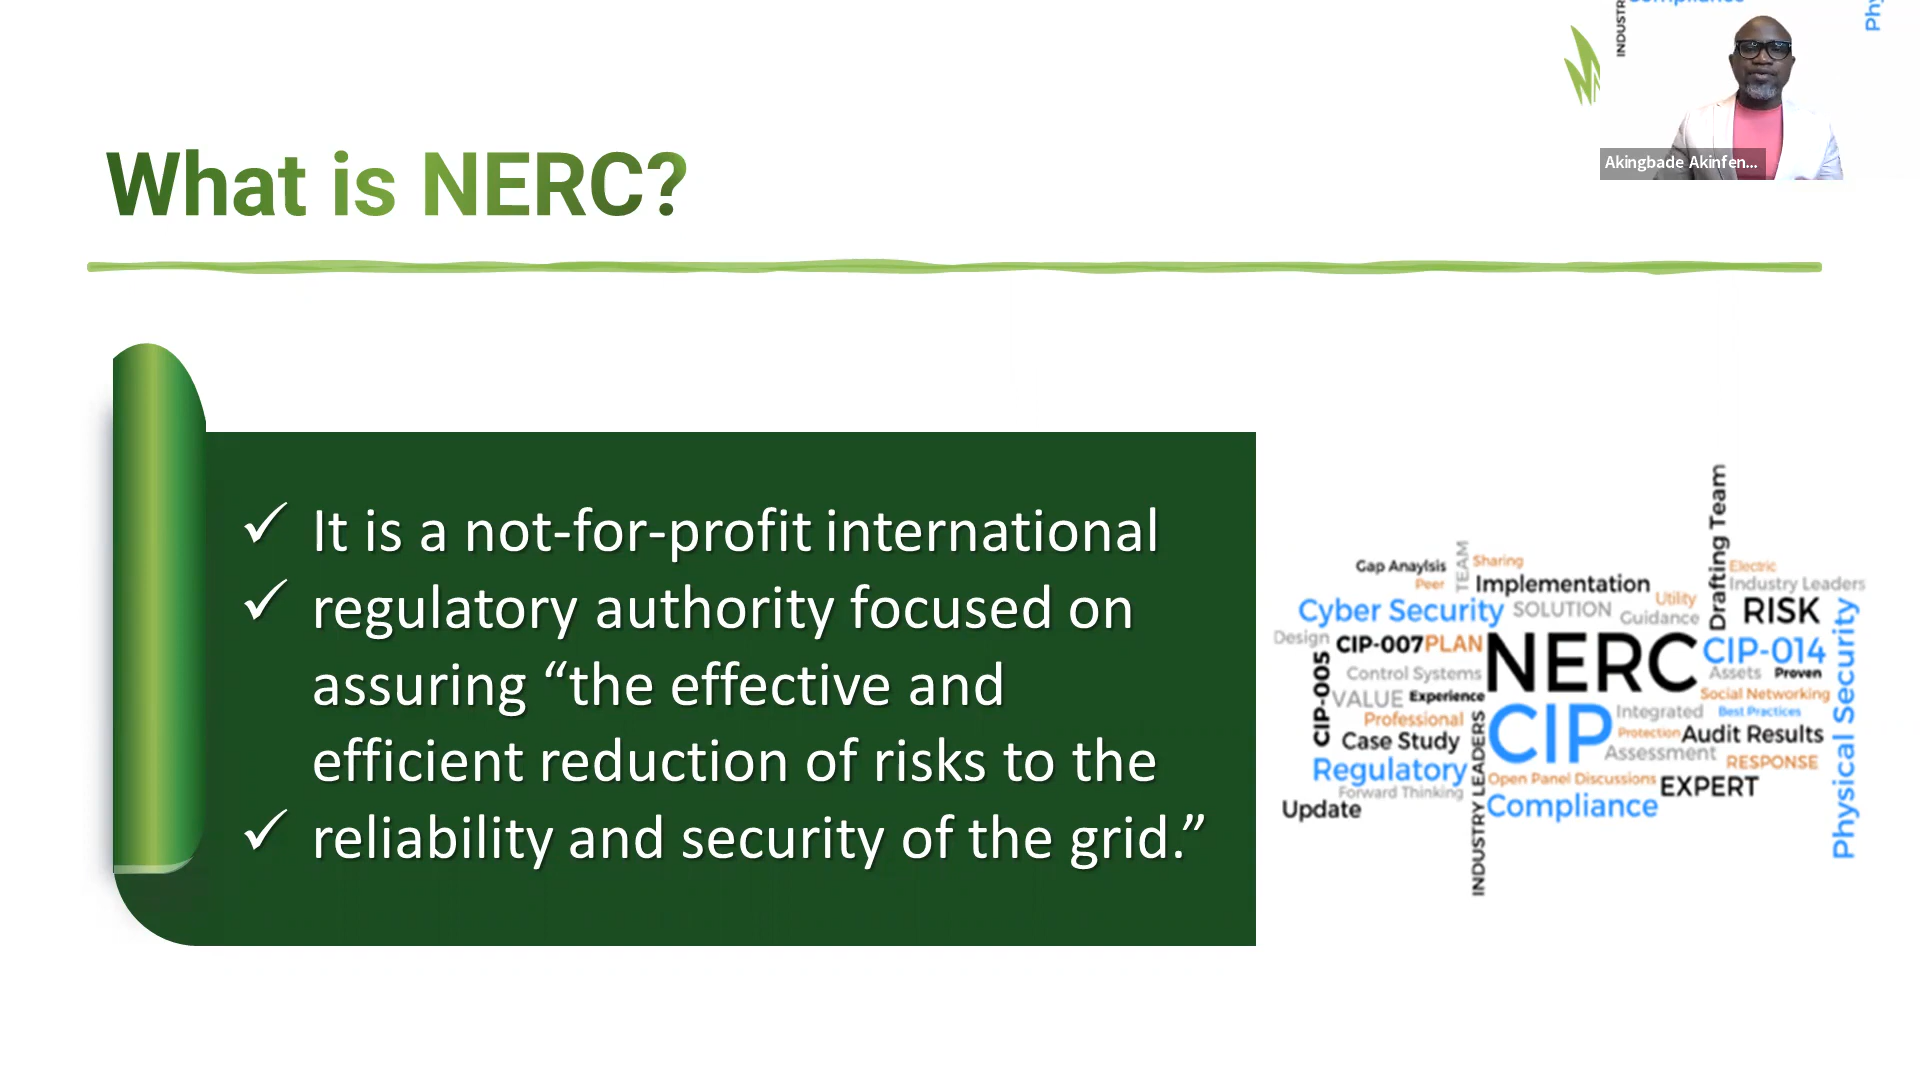 What is NERC?
Akingbade Akinfen...
✓ It is a not-for-profit international
✓ regulatory authority focused on
assuring “the effective and
efficient reduction of risks to the
✓ reliability and security of the grid.”
Drafting Team
Gap Anaylsis
TEAM
Sharing
Electric
Peer
Implementation
Industry Leaders
Cyber Security
SOLUTION
Utility
Guidance
RISK
Design
CIP-007
PLAN
NERC
CIP-014
CIP-005
Control Systems
Assets
Proven
VALUE
Experience
Social Networking
Professional
CIP
Integrated
Best Practices
Case Study
Protection
Audit Results
Assessment
Regulatory
RESPONSE
Open Panel Discussions
EXPERT
Forward Thinking
Update
INDUSTRY LEADERS
Compliance
Physical Security